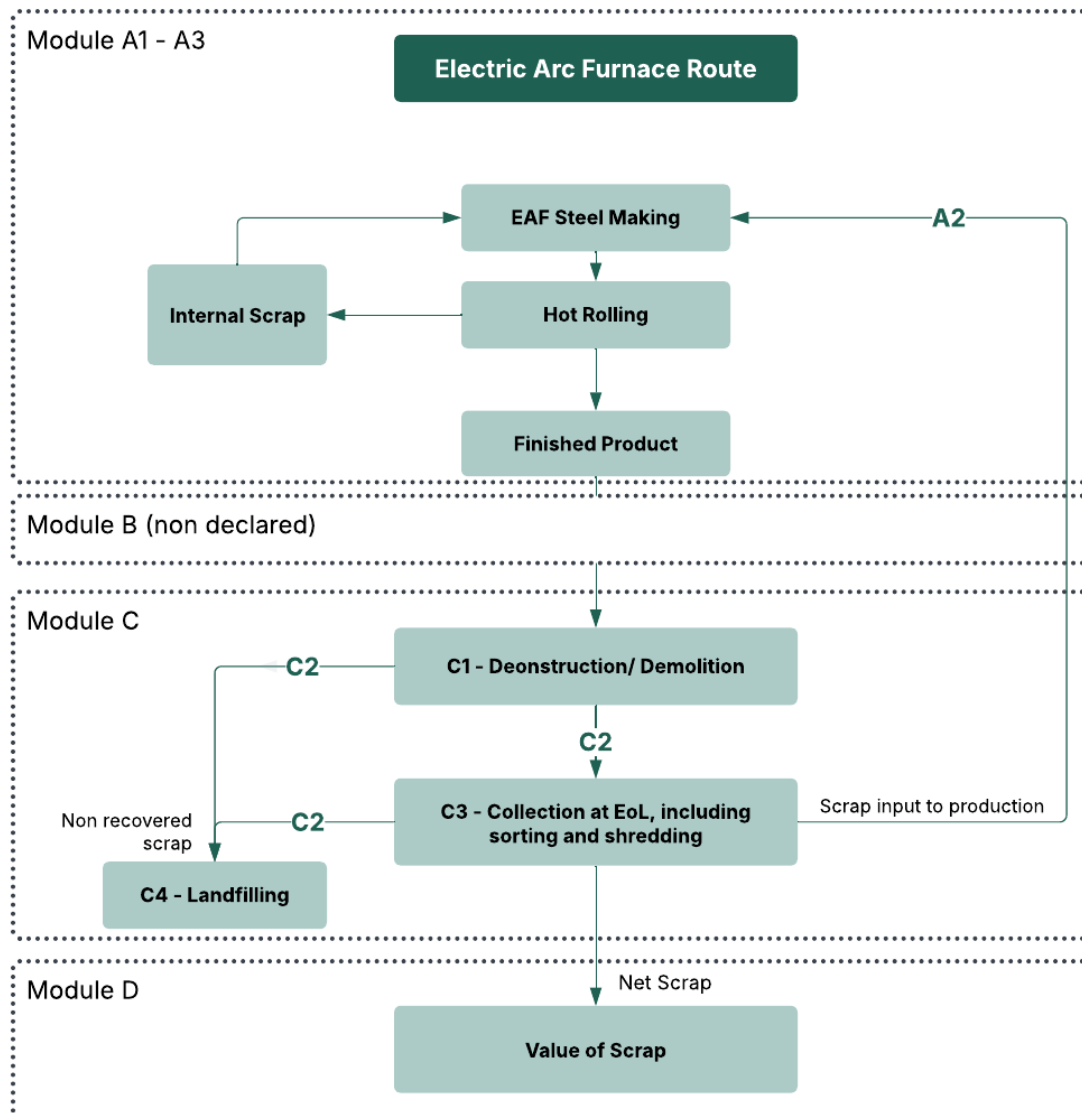 Module A1 - A3
Electric Arc Furnace Route
EAF Steel Making
A2
Internal Scrap
Hot Rolling
Finished Product
Module B (non declared)
Module C
C1 - Deonstruction/ Demolition
C2
C2
C3 - Collection at EoL, including
sorting and shredding
Scrap input to production
C2
Non recovered
scrap
C4 - Landfilling
Module D
Net Scrap
Value of Scrap